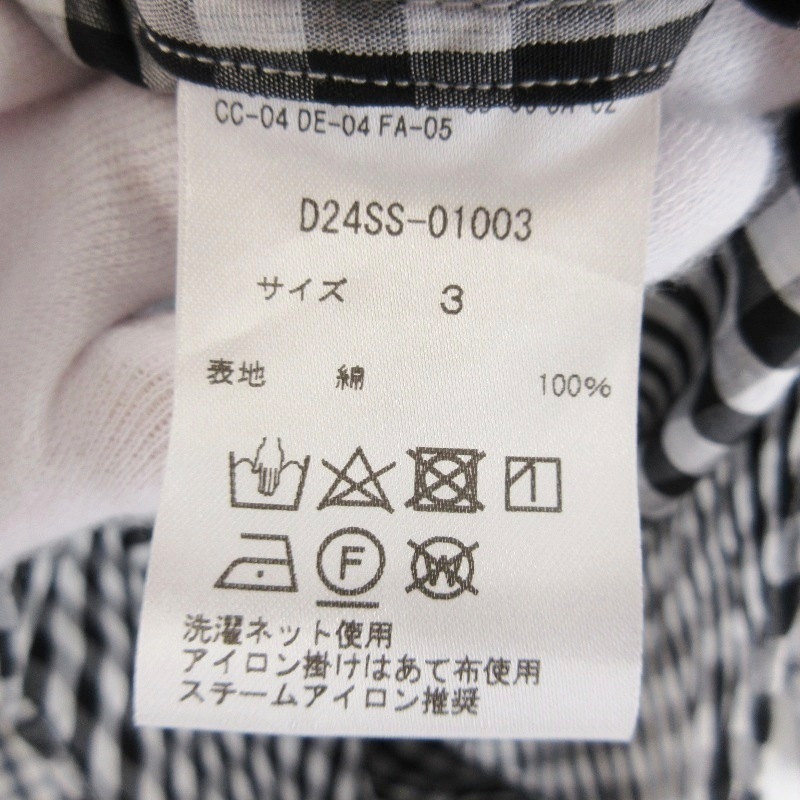 CC-04 DE-04 FA-05
D24SS-01003
サイズ 3
表地 綿 100%
F
W
洗濯ネット使用
アイロン掛けはあて布使用
スチームアイロン推奨